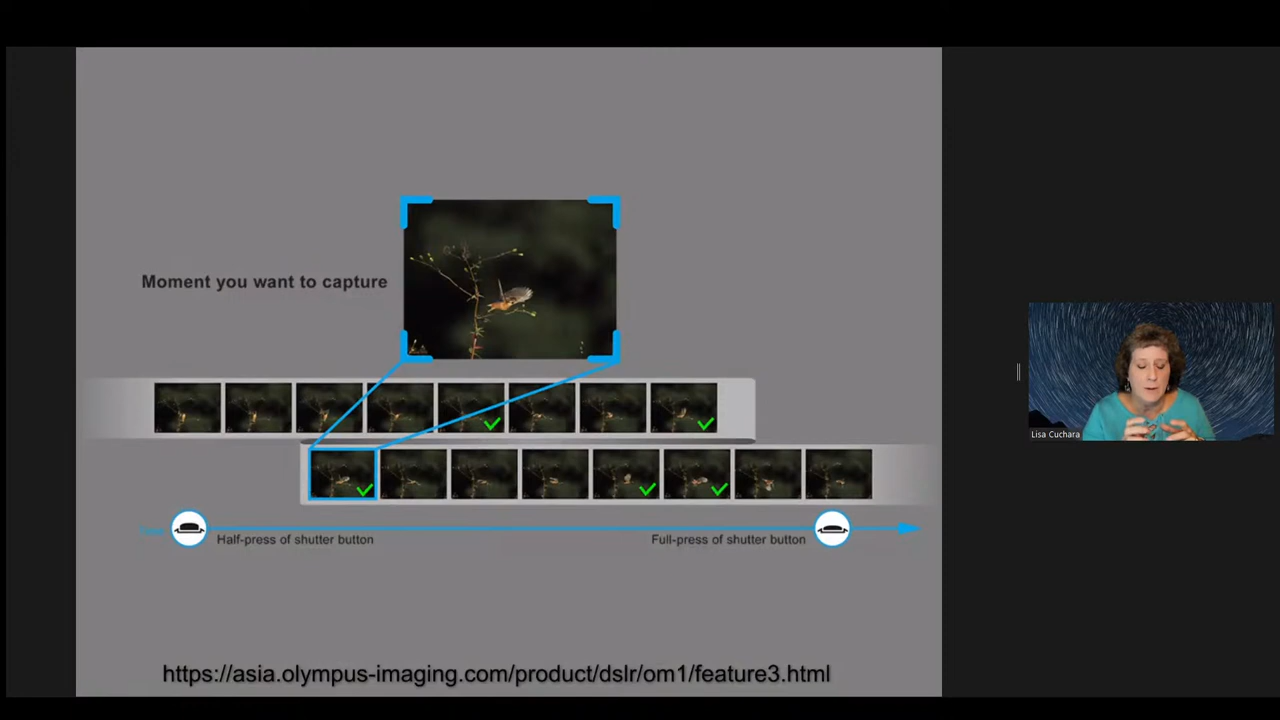 Moment you want to capture
Half-press of shutter button
Full-press of shutter button
https://asia.olympus-imaging.com/product/dslr/om1/feature3.html
Lisa Cuchara